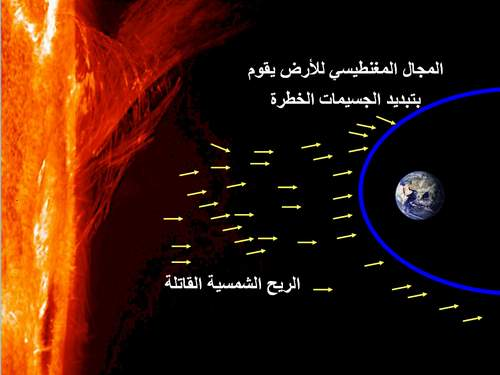 المجال المغنطيسي للأرض يقوم
بتبديد الجسيمات الخطرة
الريح الشمسية القاتلة